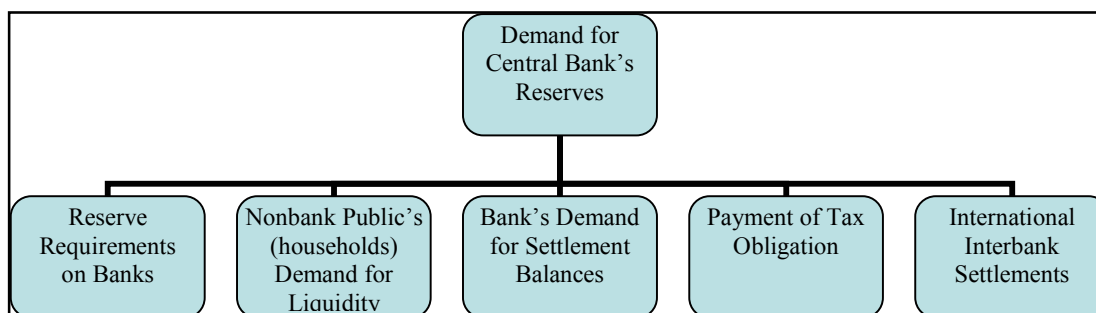 Demand for
Central Bank’s
Reserves
Reserve
Requirements
on Banks
Nonbank Public’s
(households)
Demand for
Liquidity
Bank’s Demand
for Settlement
Balances
Payment of Tax
Obligation
International
Interbank
Settlements